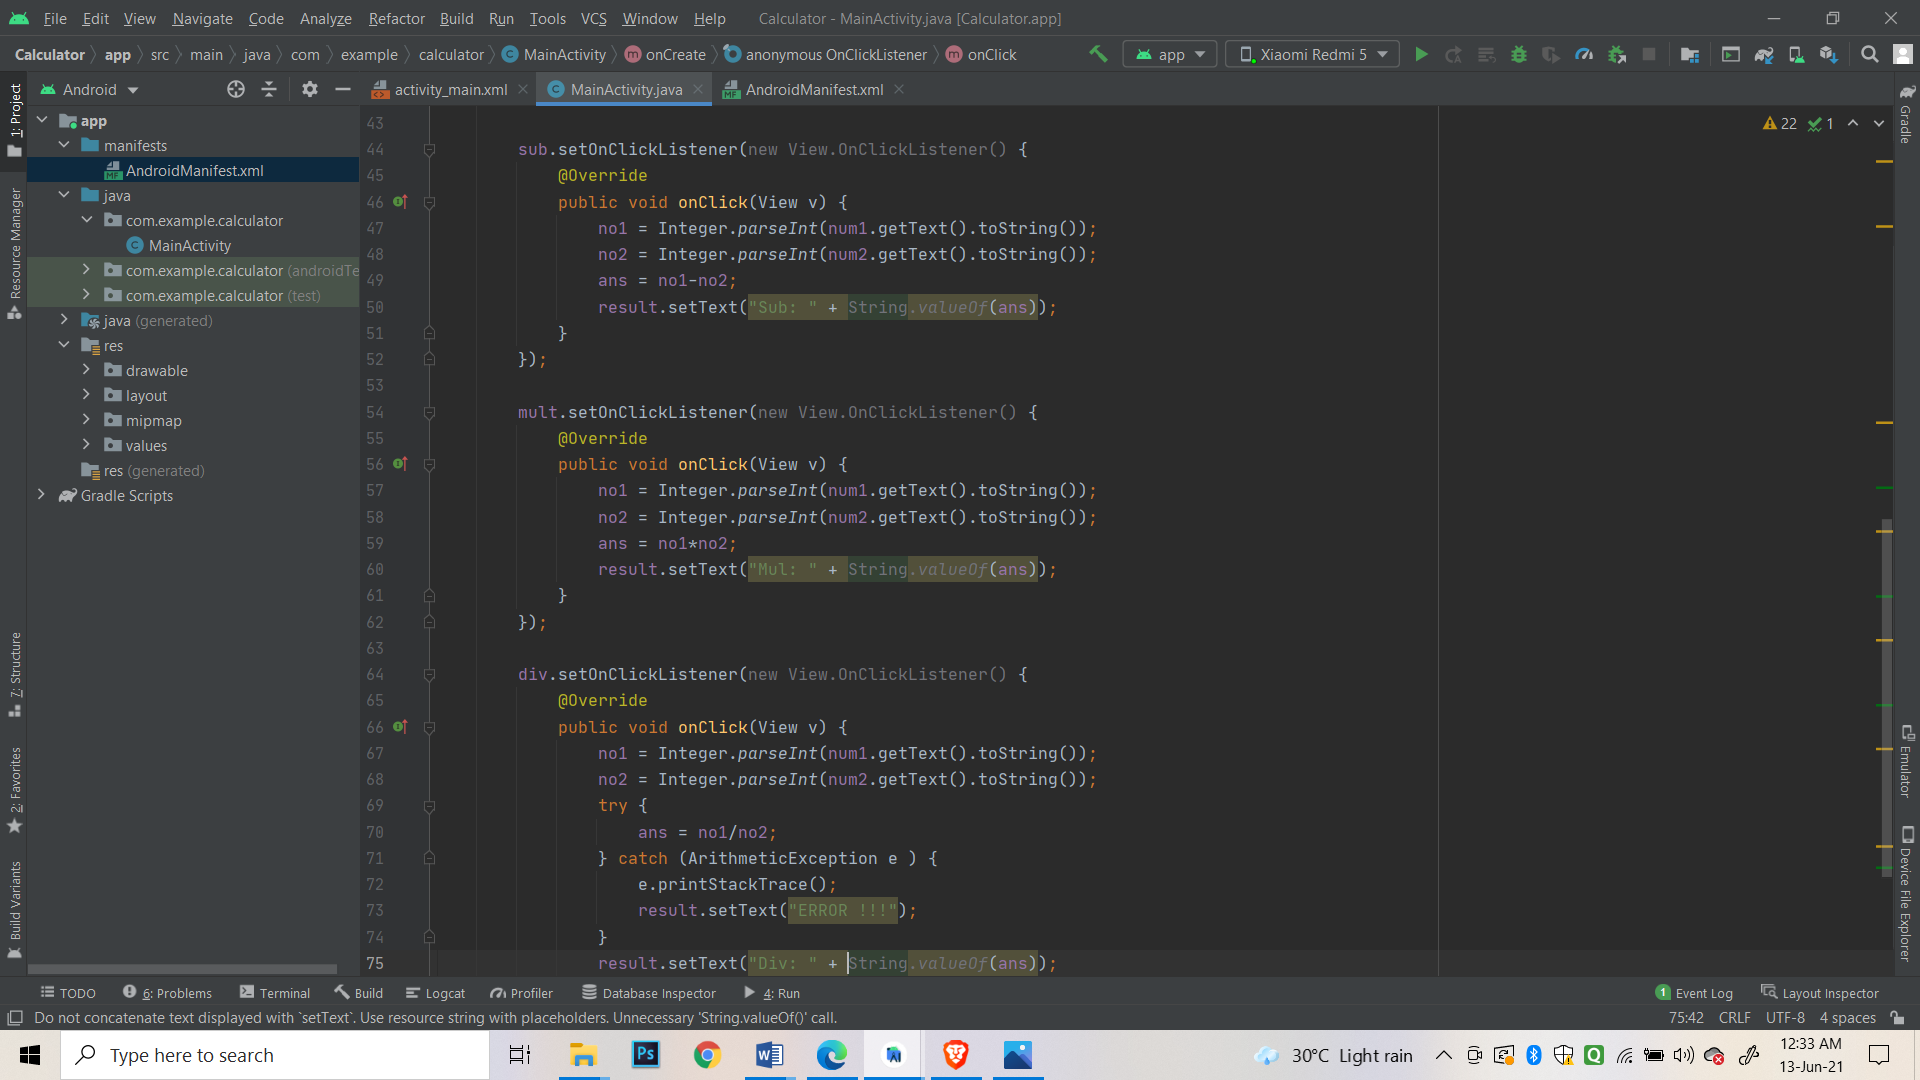 File Edit View Navigate Code Analyze Refactor Build Run Tools VCS Window Help Calculator - MainActivity.java [Calculator.app]
Calculator app src main java com example calculator MainActivity onCreate anonymous OnClickListener onClick app Xiaomi Redmi 5
Android activity_main.xml MainActivity.java AndroidManifest.xml
1: Project
Resource Manager
7: Structure
2: Favorites
Build Variants
app
manifests
AndroidManifest.xml
java
com.example.calculator
MainActivity
com.example.calculator (androidTe
com.example.calculator (test)
java (generated)
res
drawable
layout
mipmap
values
res (generated)
Gradle Scripts
22 1
43
44 sub.setOnClickListener(new View.OnClickListener() {
45 @Override
46 public void onClick(View v) {
47 no1 = Integer.parseInt(num1.getText().toString());
48 no2 = Integer.parseInt(num2.getText().toString());
49 ans = no1-no2;
50 result.setText("Sub: " + String.valueOf(ans));
51 }
52 });
53
54 mult.setOnClickListener(new View.OnClickListener() {
55 @Override
56 public void onClick(View v) {
57 no1 = Integer.parseInt(num1.getText().toString());
58 no2 = Integer.parseInt(num2.getText().toString());
59 ans = no1*no2;
60 result.setText("Mul: " + String.valueOf(ans));
61 }
62 });
63
64 div.setOnClickListener(new View.OnClickListener() {
65 @Override
66 public void onClick(View v) {
67 no1 = Integer.parseInt(num1.getText().toString());
68 no2 = Integer.parseInt(num2.getText().toString());
69 try {
70 ans = no1/no2;
71 } catch (ArithmeticException e ) {
72 e.printStackTrace();
73 result.setText("ERROR !!!");
74 }
75 result.setText("Div: " + String.valueOf(ans));
Gradle
Emulator
Device File Explorer
TODO 6: Problems Terminal Build Logcat Profiler Database Inspector 4: Run 1 Event Log Layout Inspector
Do not concatenate text displayed with `setText`. Use resource string with placeholders. Unnecessary 'String.valueOf()' call. 75:42 CRLF UTF-8 4 spaces
Type here to search
Ps
30°C Light rain
12:33 AM
13-Jun-21